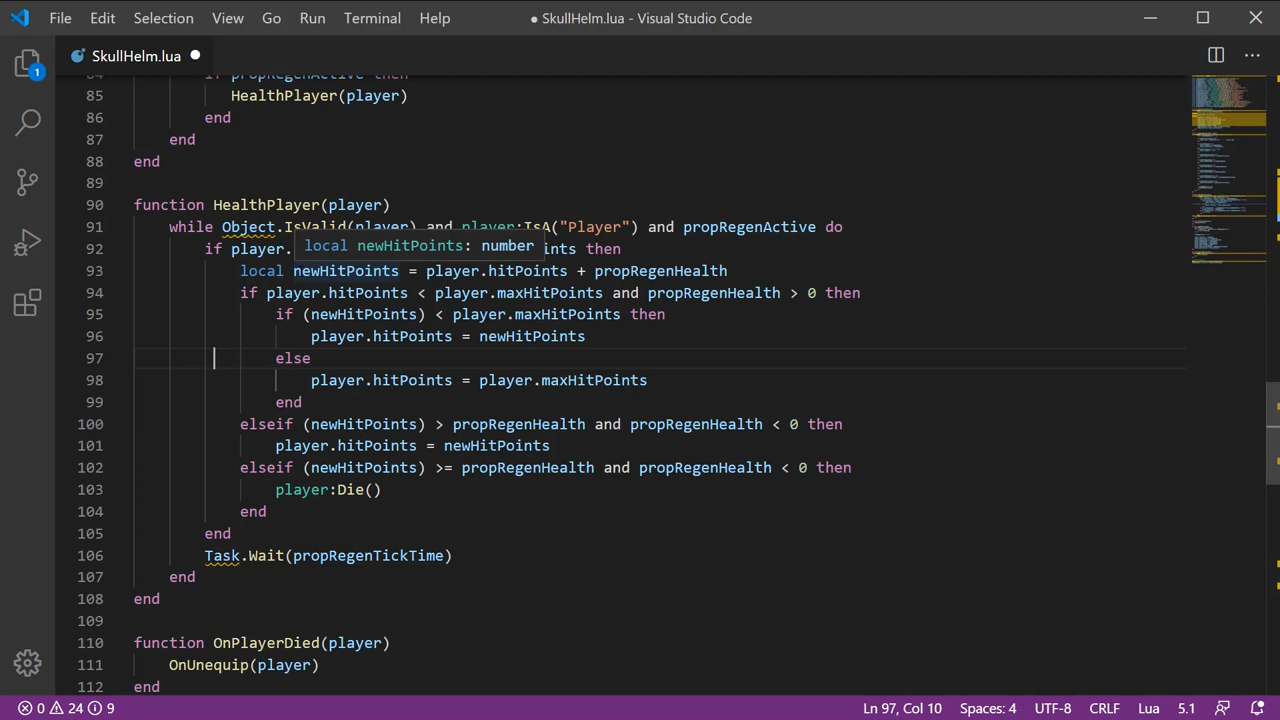 File Edit Selection View Go Run Terminal Help ● SkullHelm.lua - Visual Studio Code
SkullHelm.lua
1
84 if propRegenActive then
85 HealthPlayer(player)
86 end
87 end
88 end
89
90 function HealthPlayer(player)
91 while Object.IsValid(player) and player:IsA("Player") and propRegenActive do
92 if player. local newHitPoints: number ints then
93 local newHitPoints = player.hitPoints + propRegenHealth
94 if player.hitPoints < player.maxHitPoints and propRegenHealth > 0 then
95 if (newHitPoints) < player.maxHitPoints then
96 player.hitPoints = newHitPoints
97 else
98 player.hitPoints = player.maxHitPoints
99 end
100 elseif (newHitPoints) > propRegenHealth and propRegenHealth < 0 then
101 player.hitPoints = newHitPoints
102 elseif (newHitPoints) >= propRegenHealth and propRegenHealth < 0 then
103 player:Die()
104 end
105 end
106 Task.Wait(propRegenTickTime)
107 end
108 end
109
110 function OnPlayerDied(player)
111 OnUnequip(player)
112 end
0 24 9 Ln 97, Col 10 Spaces: 4 UTF-8 CRLF Lua 5.1